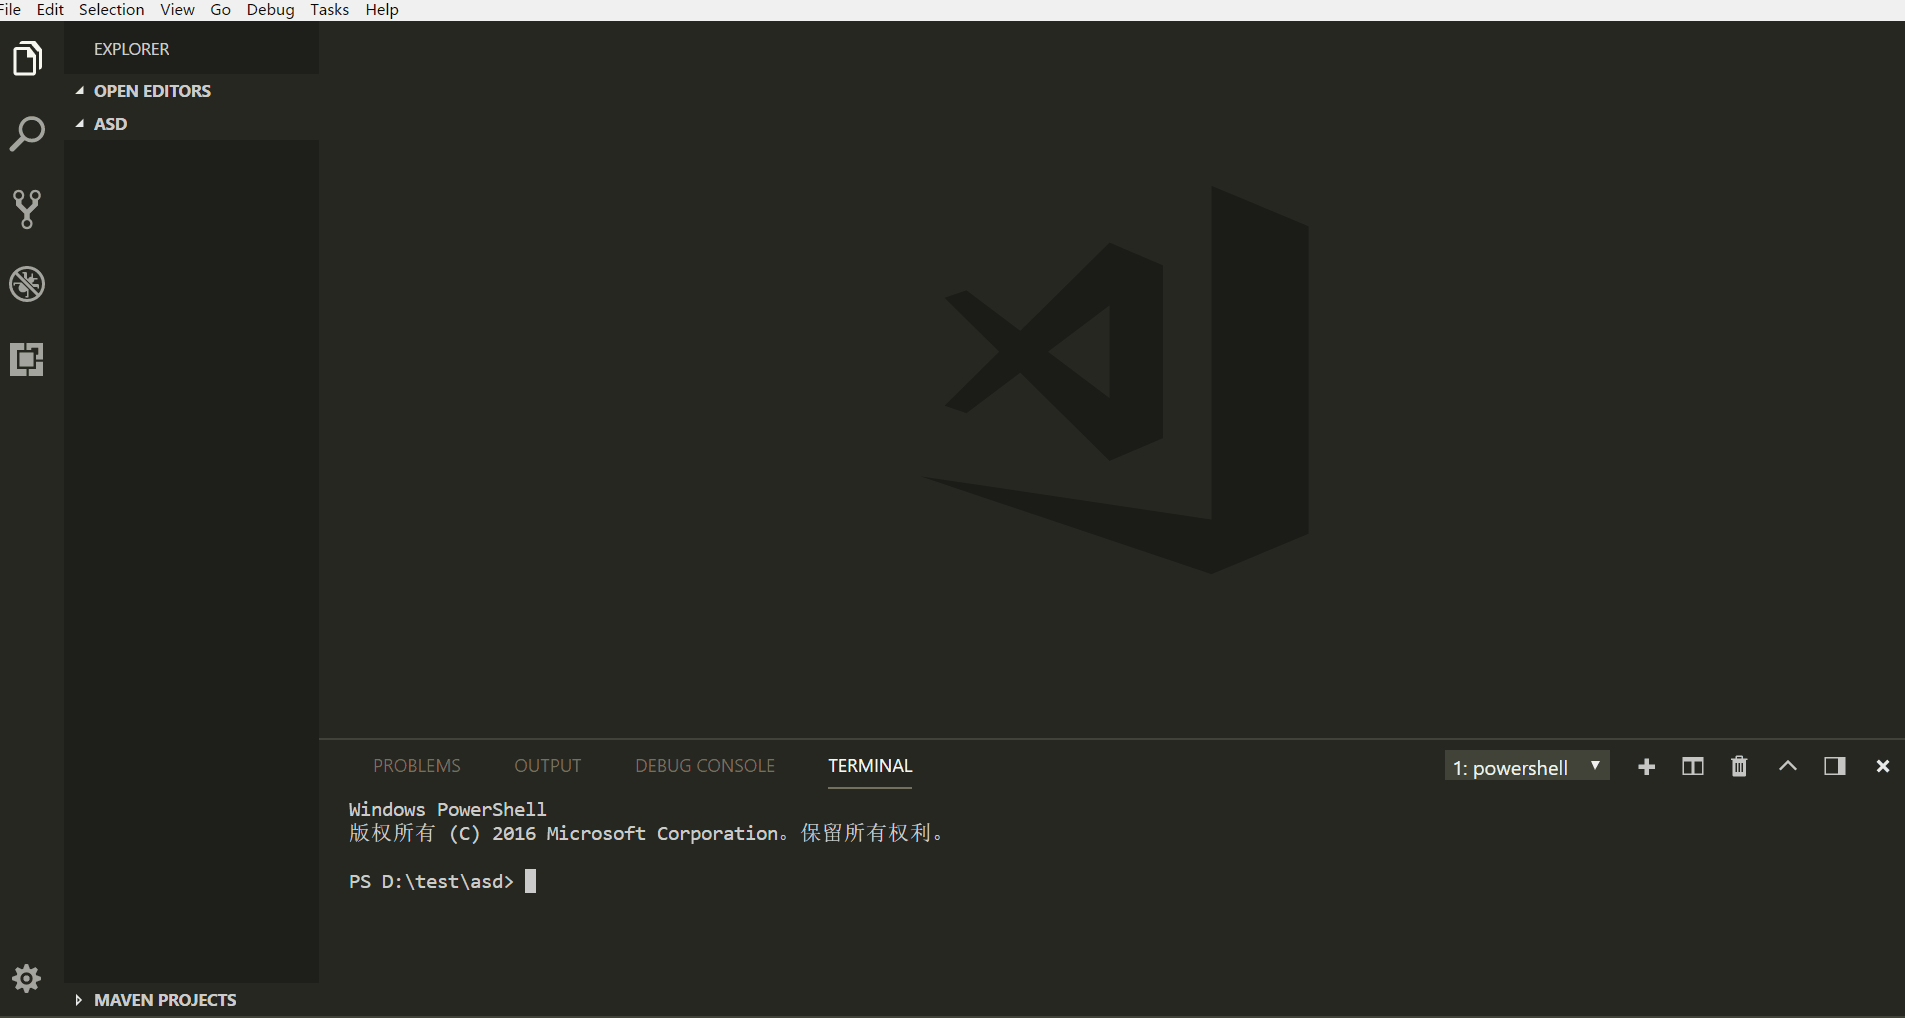 File Edit Selection View Go Debug Tasks Help
EXPLORER
OPEN EDITORS
ASD
MAVEN PROJECTS
PROBLEMS OUTPUT DEBUG CONSOLE TERMINAL 1: powershell
Windows PowerShell
版权所有 (C) 2016 Microsoft Corporation。保留所有权利。
PS D:\test\asd>